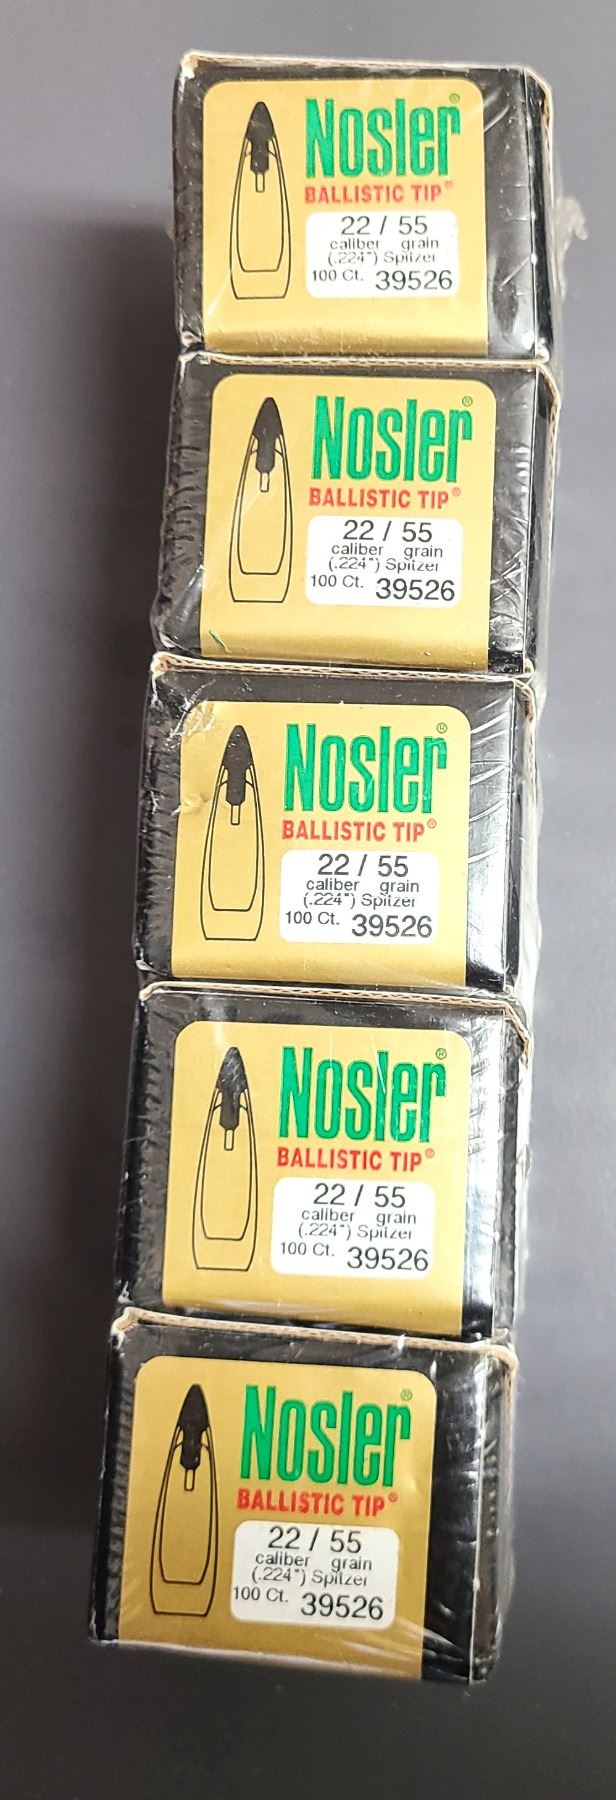 Nosler®
BALLISTIC TIP®
22 / 55
caliber grain
(.224") Spitzer
100 Ct. 39526
Nosler®
BALLISTIC TIP®
22 / 55
caliber grain
(.224") Spitzer
100 Ct. 39526
Nosler®
BALLISTIC TIP®
22 / 55
caliber grain
(.224") Spitzer
100 Ct. 39526
Nosler®
BALLISTIC TIP®
22 / 55
caliber grain
(.224") Spitzer
100 Ct. 39526
Nosler®
BALLISTIC TIP®
22 / 55
caliber grain
(.224") Spitzer
100 Ct. 39526